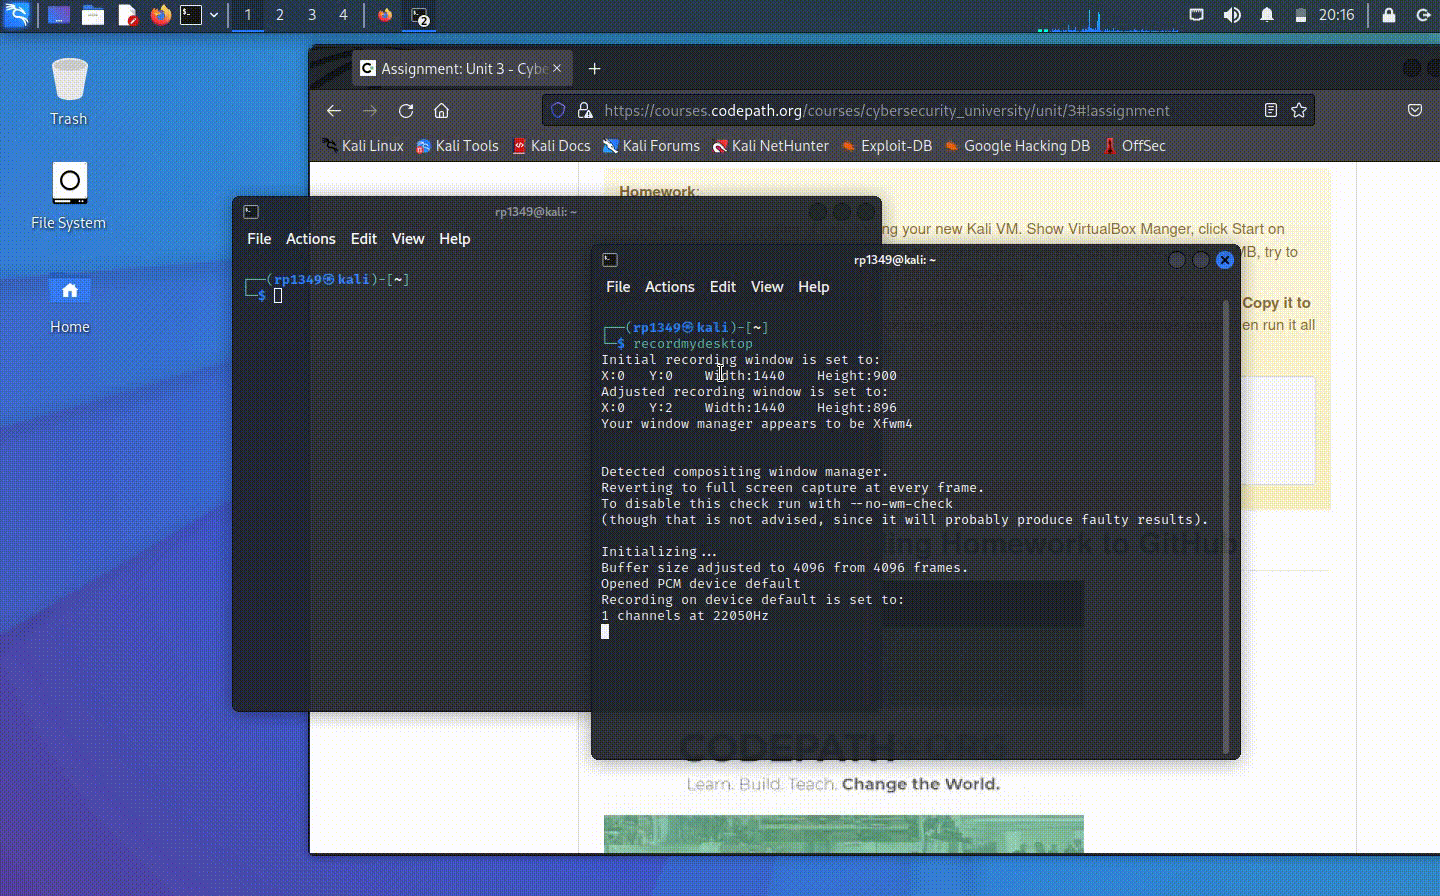 1 2 3 4 2 20:16
Trash
File System
Home
Assignment: Unit 3 - Cybe
https://courses.codepath.org/courses/cybersecurity_university/unit/3#!assignment
Kali Linux Kali Tools Kali Docs Kali Forums Kali NetHunter Exploit-DB Google Hacking DB OffSec
Homework:
ng your new Kali VM. Show VirtualBox Manger, click Start on
MB, try to
Copy it to
en run it all
rp1349@kali: ~
File Actions Edit View Help
┌──(rp1349㉿kali)-[~]
└─$
rp1349@kali: ~
File Actions Edit View Help
┌──(rp1349㉿kali)-[~]
└─$ recordmydesktop
Initial recording window is set to:
X:0 Y:0 Width:1440 Height:900
Adjusted recording window is set to:
X:0 Y:2 Width:1440 Height:896
Your window manager appears to be Xfwm4
Detected compositing window manager.
Reverting to full screen capture at every frame.
To disable this check run with --no-wm-check
(though that is not advised, since it will probably produce faulty results).
Initializing...
Buffer size adjusted to 4096 from 4096 frames.
Opened PCM device default
Recording on device default is set to:
1 channels at 22050Hz
ing Homework to GitHub
CODEPATH*ORG
Learn. Build. Teach. Change the World.